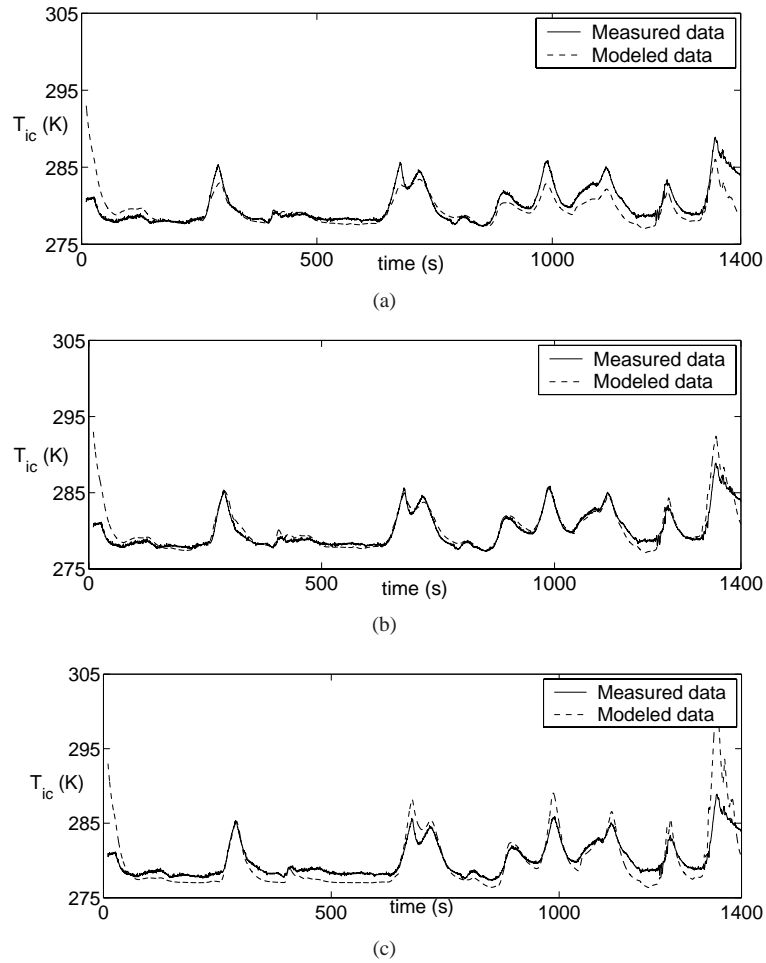 305
Measured data
Modeled data
295
T_ic (K)
285
275
0
500
1000
1400
time (s)
(a)
305
Measured data
Modeled data
295
T_ic (K)
285
275
0
500
1000
1400
time (s)
(b)
305
Measured data
Modeled data
295
T_ic (K)
285
275
0
500
1000
1400
time (s)
(c)